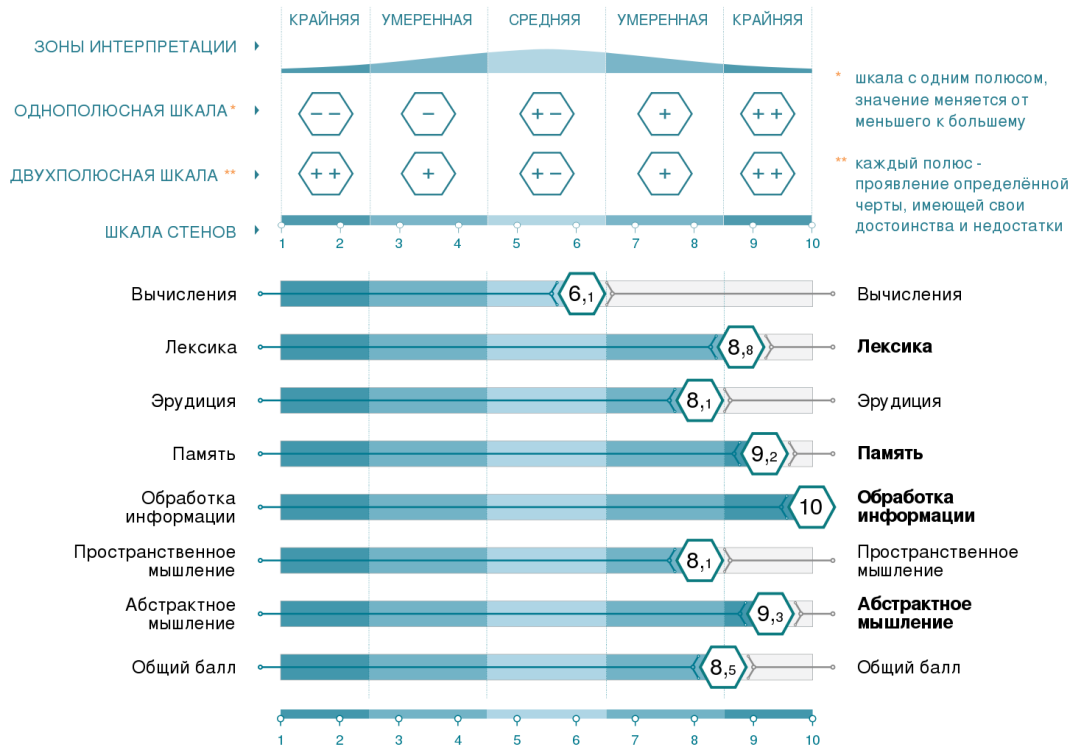 КРАЙНЯЯ УМЕРЕННАЯ СРЕДНЯЯ УМЕРЕННАЯ КРАЙНЯЯ
ЗОНЫ ИНТЕРПРЕТАЦИИ
ОДНОПОЛЮСНАЯ ШКАЛА*
− − − + − + + +
* шкала с одним полюсом,
значение меняется от
меньшего к большему
ДВУХПОЛЮСНАЯ ШКАЛА **
+ + + + − + + +
** каждый полюс -
проявление определённой
черты, имеющей свои
достоинства и недостатки
ШКАЛА СТЕНОВ
1 2 3 4 5 6 7 8 9 10
Вычисления 6,1 Вычисления
Лексика 8,8 Лексика
Эрудиция 8,1 Эрудиция
Память 9,2 Память
Обработка
информации
10
Обработка
информации
Пространственное
мышление
8,1
Пространственное
мышление
Абстрактное
мышление
9,3
Абстрактное
мышление
Общий балл 8,5 Общий балл
1 2 3 4 5 6 7 8 9 10